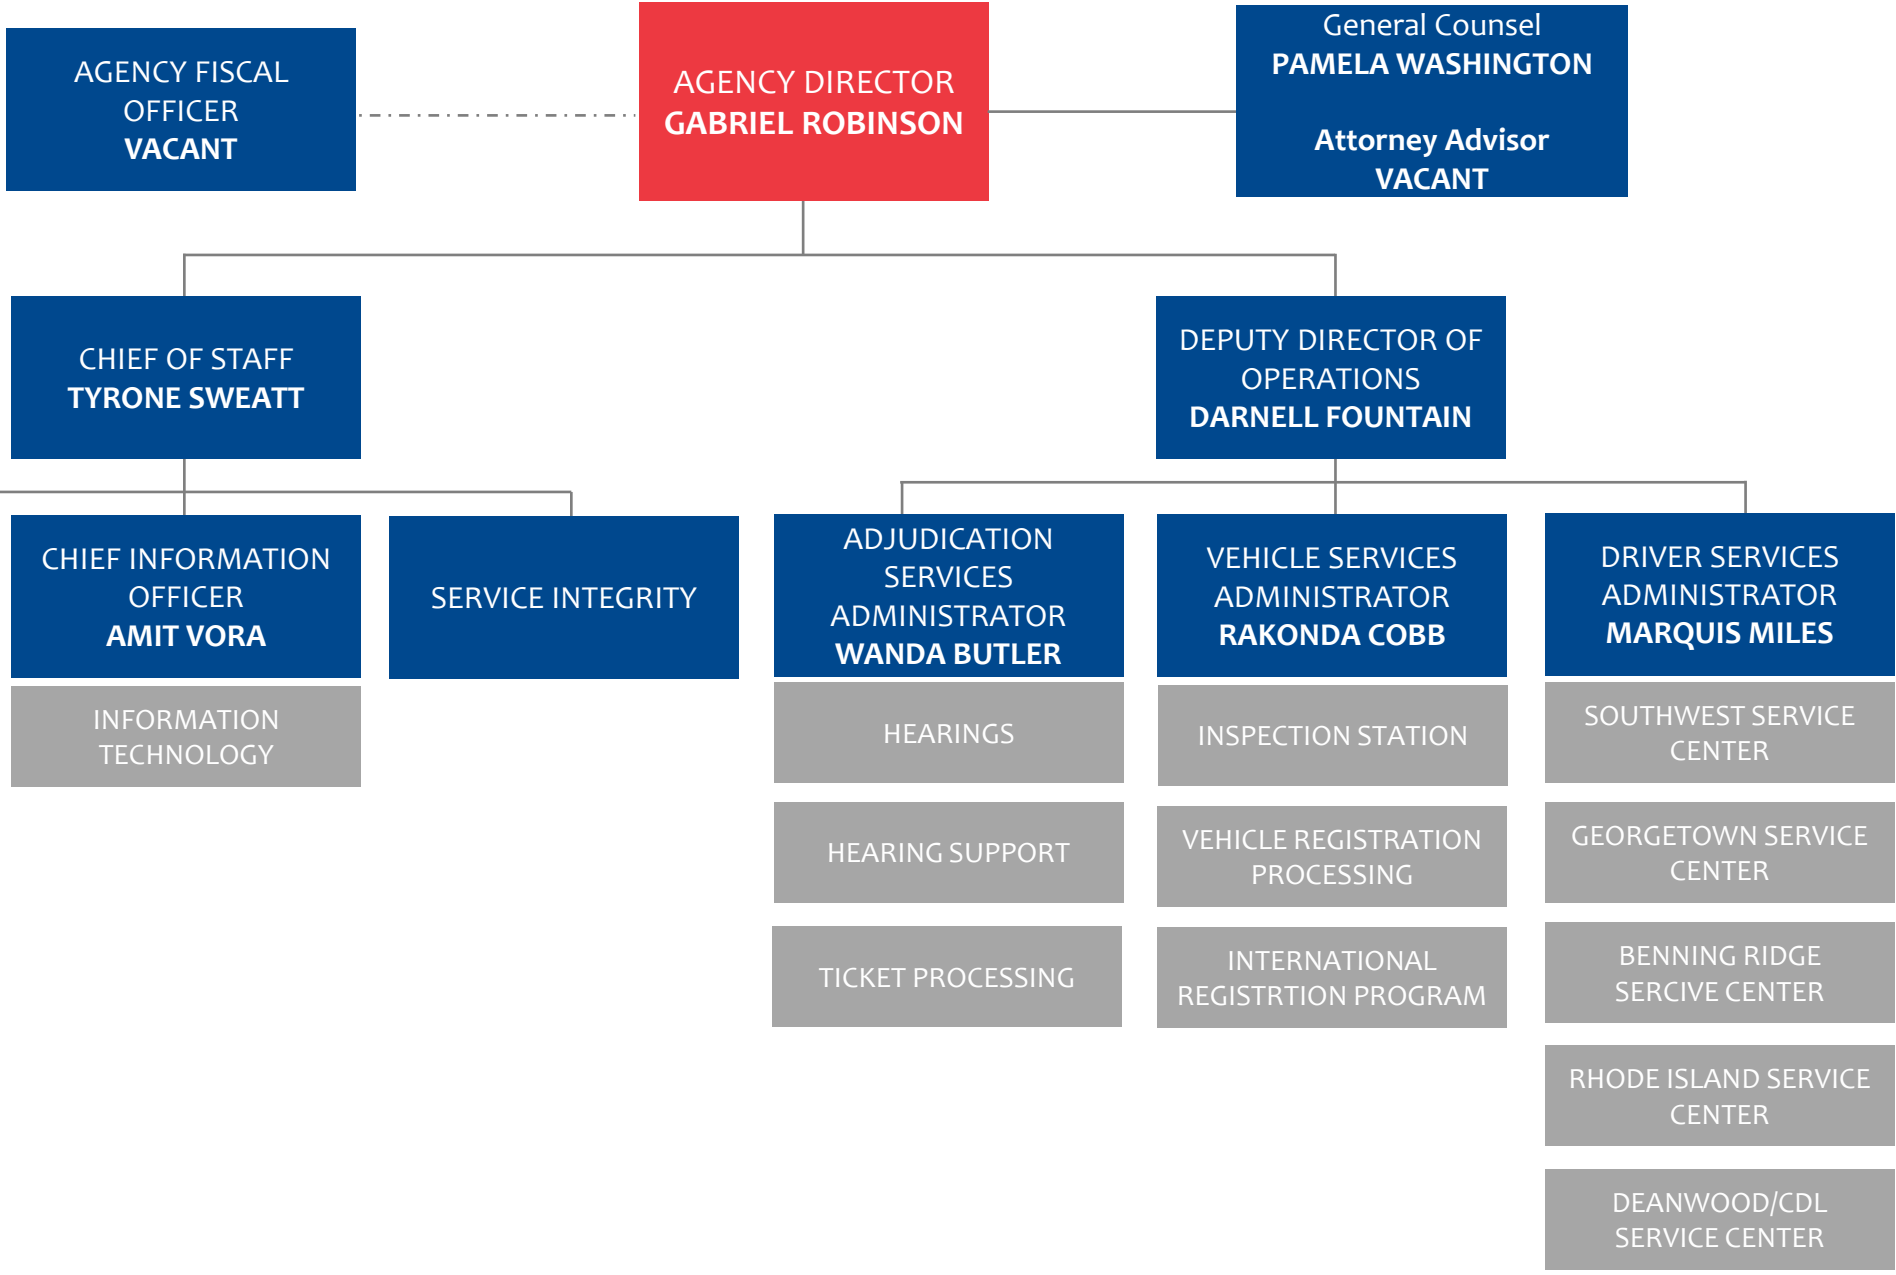 AGENCY FISCAL
OFFICER
VACANT
AGENCY DIRECTOR
GABRIEL ROBINSON
General Counsel
PAMELA WASHINGTON
Attorney Advisor
VACANT
CHIEF OF STAFF
TYRONE SWEATT
DEPUTY DIRECTOR OF
OPERATIONS
DARNELL FOUNTAIN
CHIEF INFORMATION
OFFICER
AMIT VORA
SERVICE INTEGRITY
ADJUDICATION
SERVICES
ADMINISTRATOR
WANDA BUTLER
VEHICLE SERVICES
ADMINISTRATOR
RAKONDA COBB
DRIVER SERVICES
ADMINISTRATOR
MARQUIS MILES
INFORMATION
TECHNOLOGY
HEARINGS
INSPECTION STATION
SOUTHWEST SERVICE
CENTER
HEARING SUPPORT
VEHICLE REGISTRATION
PROCESSING
GEORGETOWN SERVICE
CENTER
TICKET PROCESSING
INTERNATIONAL
REGISTRTION PROGRAM
BENNING RIDGE
SERCIVE CENTER
RHODE ISLAND SERVICE
CENTER
DEANWOOD/CDL
SERVICE CENTER